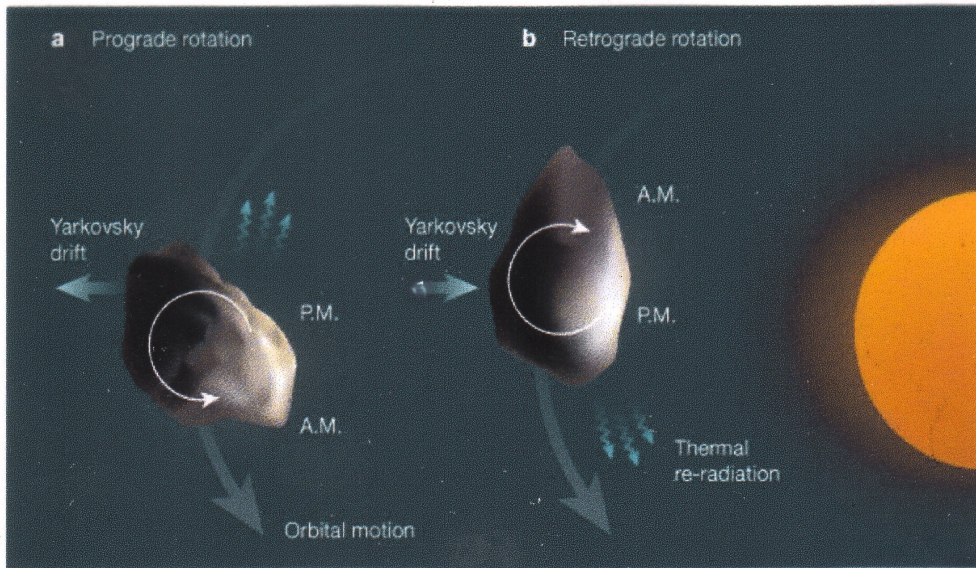 a Prograde rotation
Yarkovsky
drift
P.M.
A.M.
Orbital motion
b Retrograde rotation
Yarkovsky
drift
A.M.
P.M.
Thermal
re-radiation